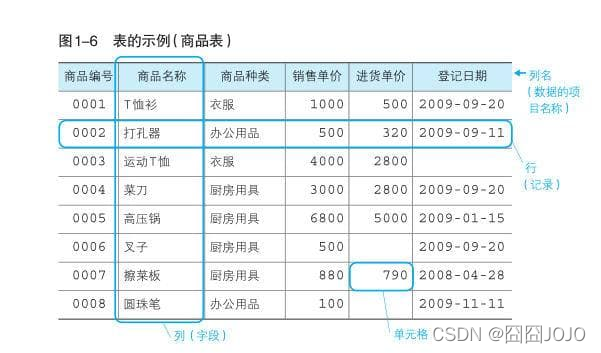 图1-6 表的示例(商品表)
商品编号 商品名称 商品种类 销售单价 进货单价 登记日期
列名
(数据的项
目名称)
0001 T恤衫 衣服 1000 500 2009-09-20
0002 打孔器 办公用品 500 320 2009-09-11
0003 运动T恤 衣服 4000 2800
行
(记录)
0004 菜刀 厨房用具 3000 2800 2009-09-20
0005 高压锅 厨房用具 6800 5000 2009-01-15
0006 叉子 厨房用具 500 2009-09-20
0007 擦菜板 厨房用具 880 790 2008-04-28
0008 圆珠笔 办公用品 100 2009-11-11
列(字段)
单元格
CSDN @囧囧JOJO